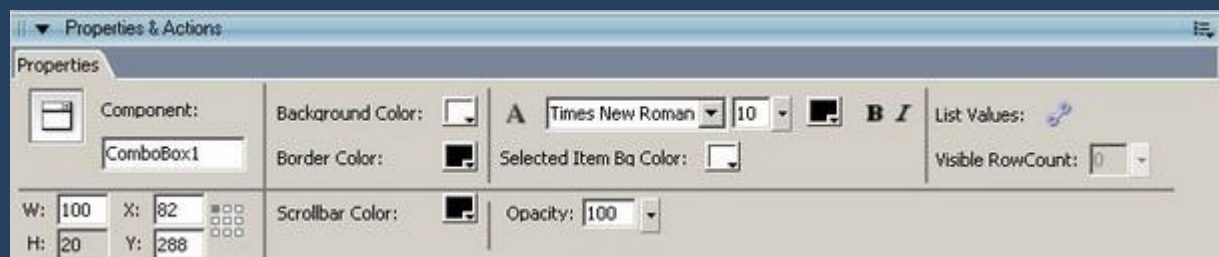 Properties & Actions
Properties
Component: Background Color: A Times New Roman 10 B I List Values:
ComboBox1 Border Color: Selected Item Bg Color: Visible RowCount: 0
W: 100 X: 82 Scrollbar Color: Opacity: 100
H: 20 Y: 288